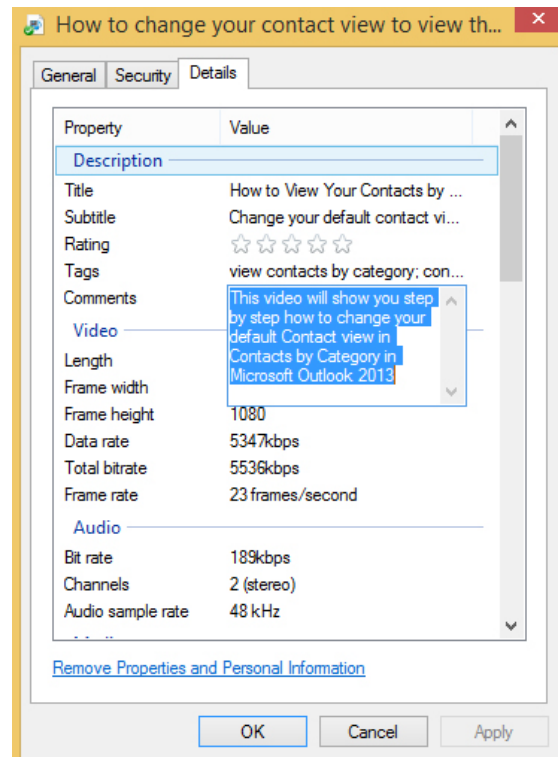 How to change your contact view to view th...
General Security Details
Property Value
Description
Title How to View Your Contacts by ...
Subtitle Change your default contact vi...
Rating
Tags view contacts by category; con...
Comments This video will show you step
by step how to change your
default Contact view in
Contacts by Category in
Microsoft Outlook 2013
Video
Length
Frame width
Frame height 1080
Data rate 5347kbps
Total bitrate 5536kbps
Frame rate 23 frames/second
Audio
Bit rate 189kbps
Channels 2 (stereo)
Audio sample rate 48 kHz
Remove Properties and Personal Information
OK Cancel Apply